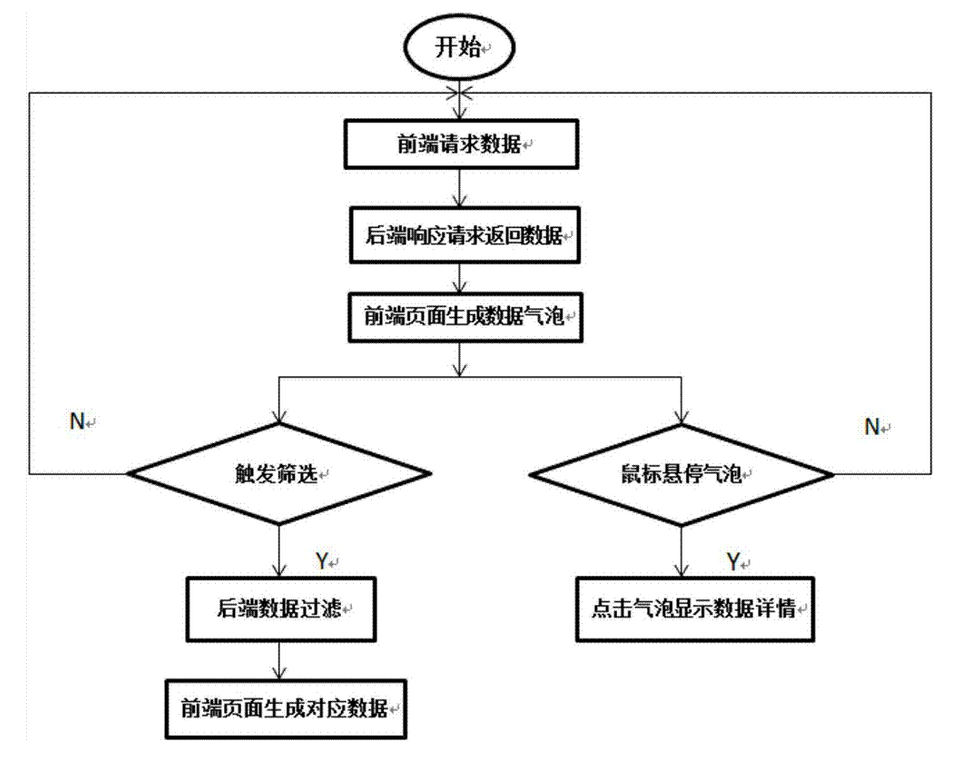 开始
前端请求数据
后端响应请求返回数据
前端页面生成数据气泡
N
N
触发筛选
鼠标悬停气泡
Y
Y
后端数据过滤
点击气泡显示数据详情
前端页面生成对应数据